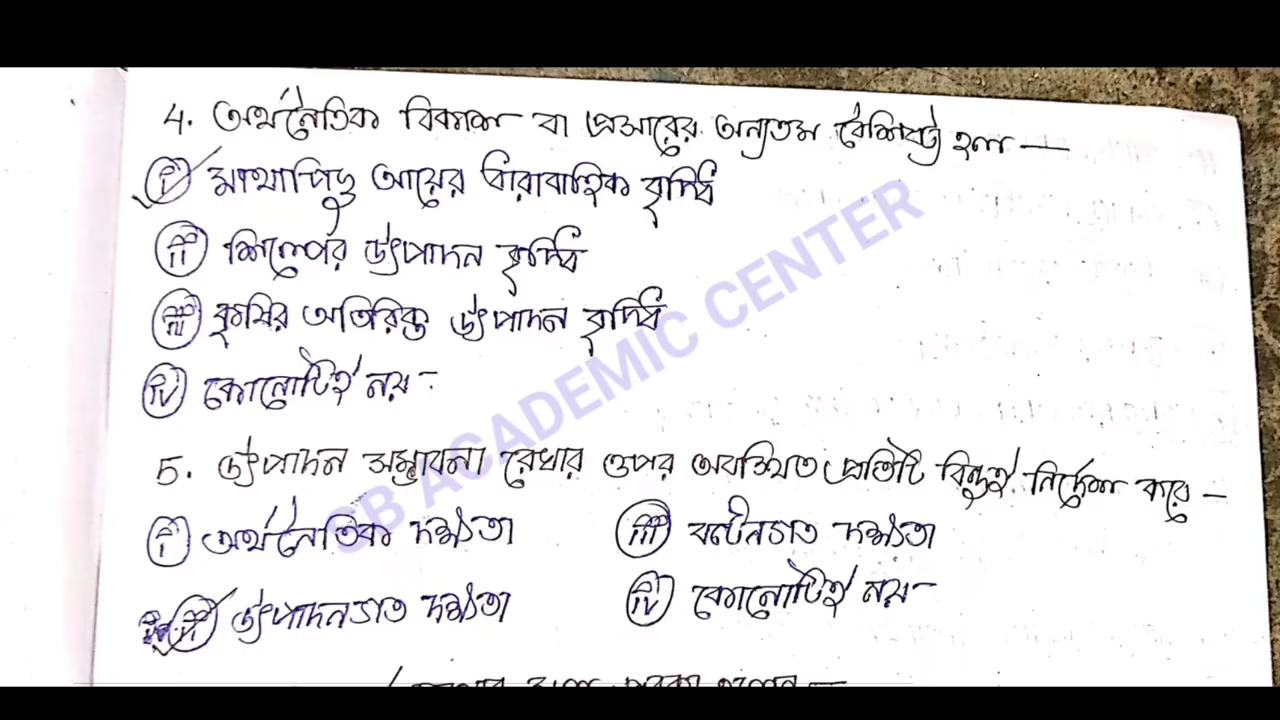 4. অর্থনৈতিক বিকাশ বা প্রসারের অন্যতম বৈশিষ্ট্য হল —
(i) মাথাপিছু আয়ের ধারাবাহিক বৃদ্ধি
(ii) শিল্পের উৎপাদন বৃদ্ধি
(iii) কৃষির অতিরিক্ত উৎপাদন বৃদ্ধি
(iv) কোনোটিই নয়-
5. উৎপাদন সম্ভাবনা রেখার ওপর অবস্থিত প্রতিটি বিন্দুই নির্দেশ করে -
(i) অর্থনৈতিক দক্ষতা (iii) বণ্টনগত দক্ষতা
(ii) উৎপাদনগত দক্ষতা (iv) কোনোটিই নয়-
SB ACADEMIC CENTER